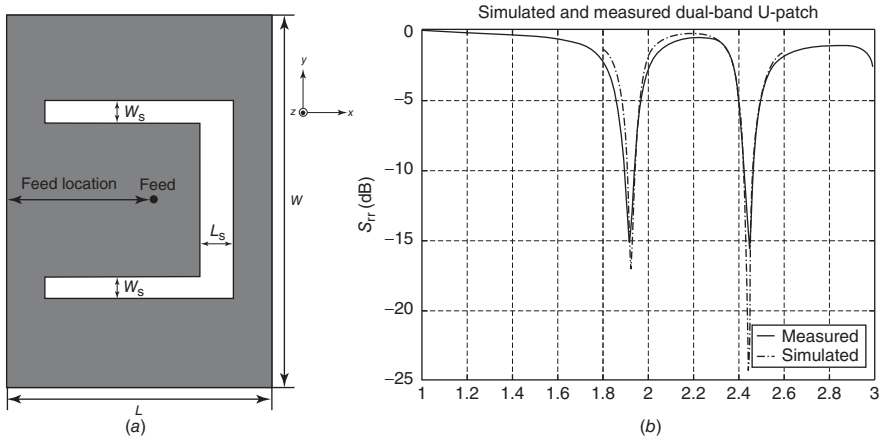 Simulated and measured dual-band U-patch
y
z
x
W_s
Feed location
Feed
W
L_s
W_s
L
(a)
S_rr (dB)
0
−5
−10
−15
−20
−25
Measured
Simulated
1 1.2 1.4 1.6 1.8 2 2.2 2.4 2.6 2.8 3
(b)